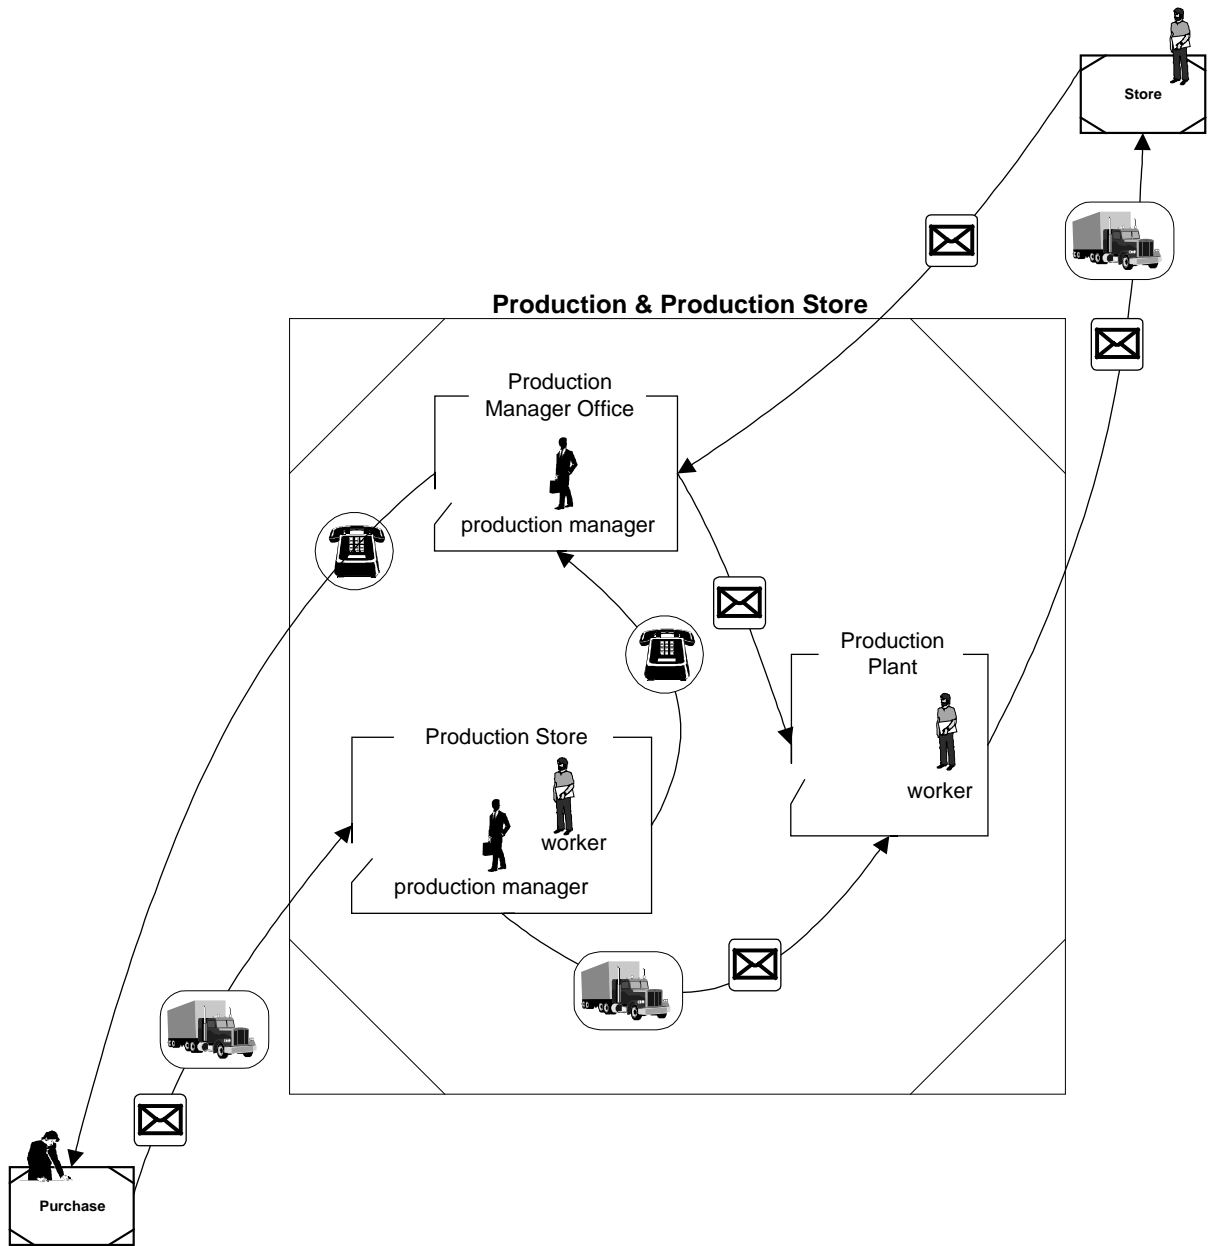 Store
Production & Production Store
Production
Manager Office
production manager
Production
Plant
worker
Production Store
worker
production manager
Purchase